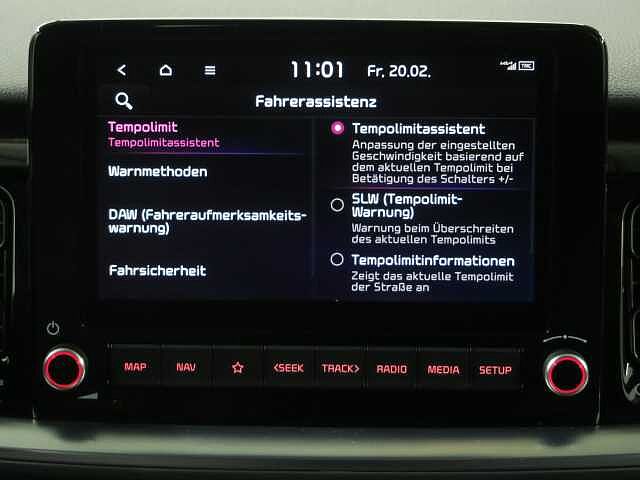 11:01 Fr. 20.02.
TMC
Fahrerassistenz
Tempolimit
Tempolimitassistent
Warnmethoden
DAW (Fahreraufmerksamkeits-
warnung)
Fahrsicherheit
Tempolimitassistent
Anpassung der eingestellten
Geschwindigkeit basierend auf
dem aktuellen Tempolimit bei
Betätigung des Schalters +/-
SLW (Tempolimit-
Warnung)
Warnung beim Überschreiten
des aktuellen Tempolimits
Tempolimitinformationen
Zeigt das aktuelle Tempolimit
der Straße an
MAP NAV <SEEK TRACK> RADIO MEDIA SETUP